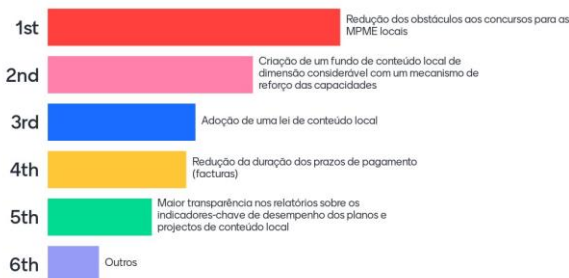 1st
Redução dos obstáculos aos concursos para as
MPME locais
2nd
Criação de um fundo de conteúdo local de
dimensão considerável com um mecanismo de
reforço das capacidades
3rd
Adoção de uma lei de conteúdo local
4th
Redução da duração dos prazos de pagamento
(facturas)
5th
Maior transparência nos relatórios sobre os
indicadores-chave de desempenho dos planos e
projectos de conteúdo local
6th
Outros